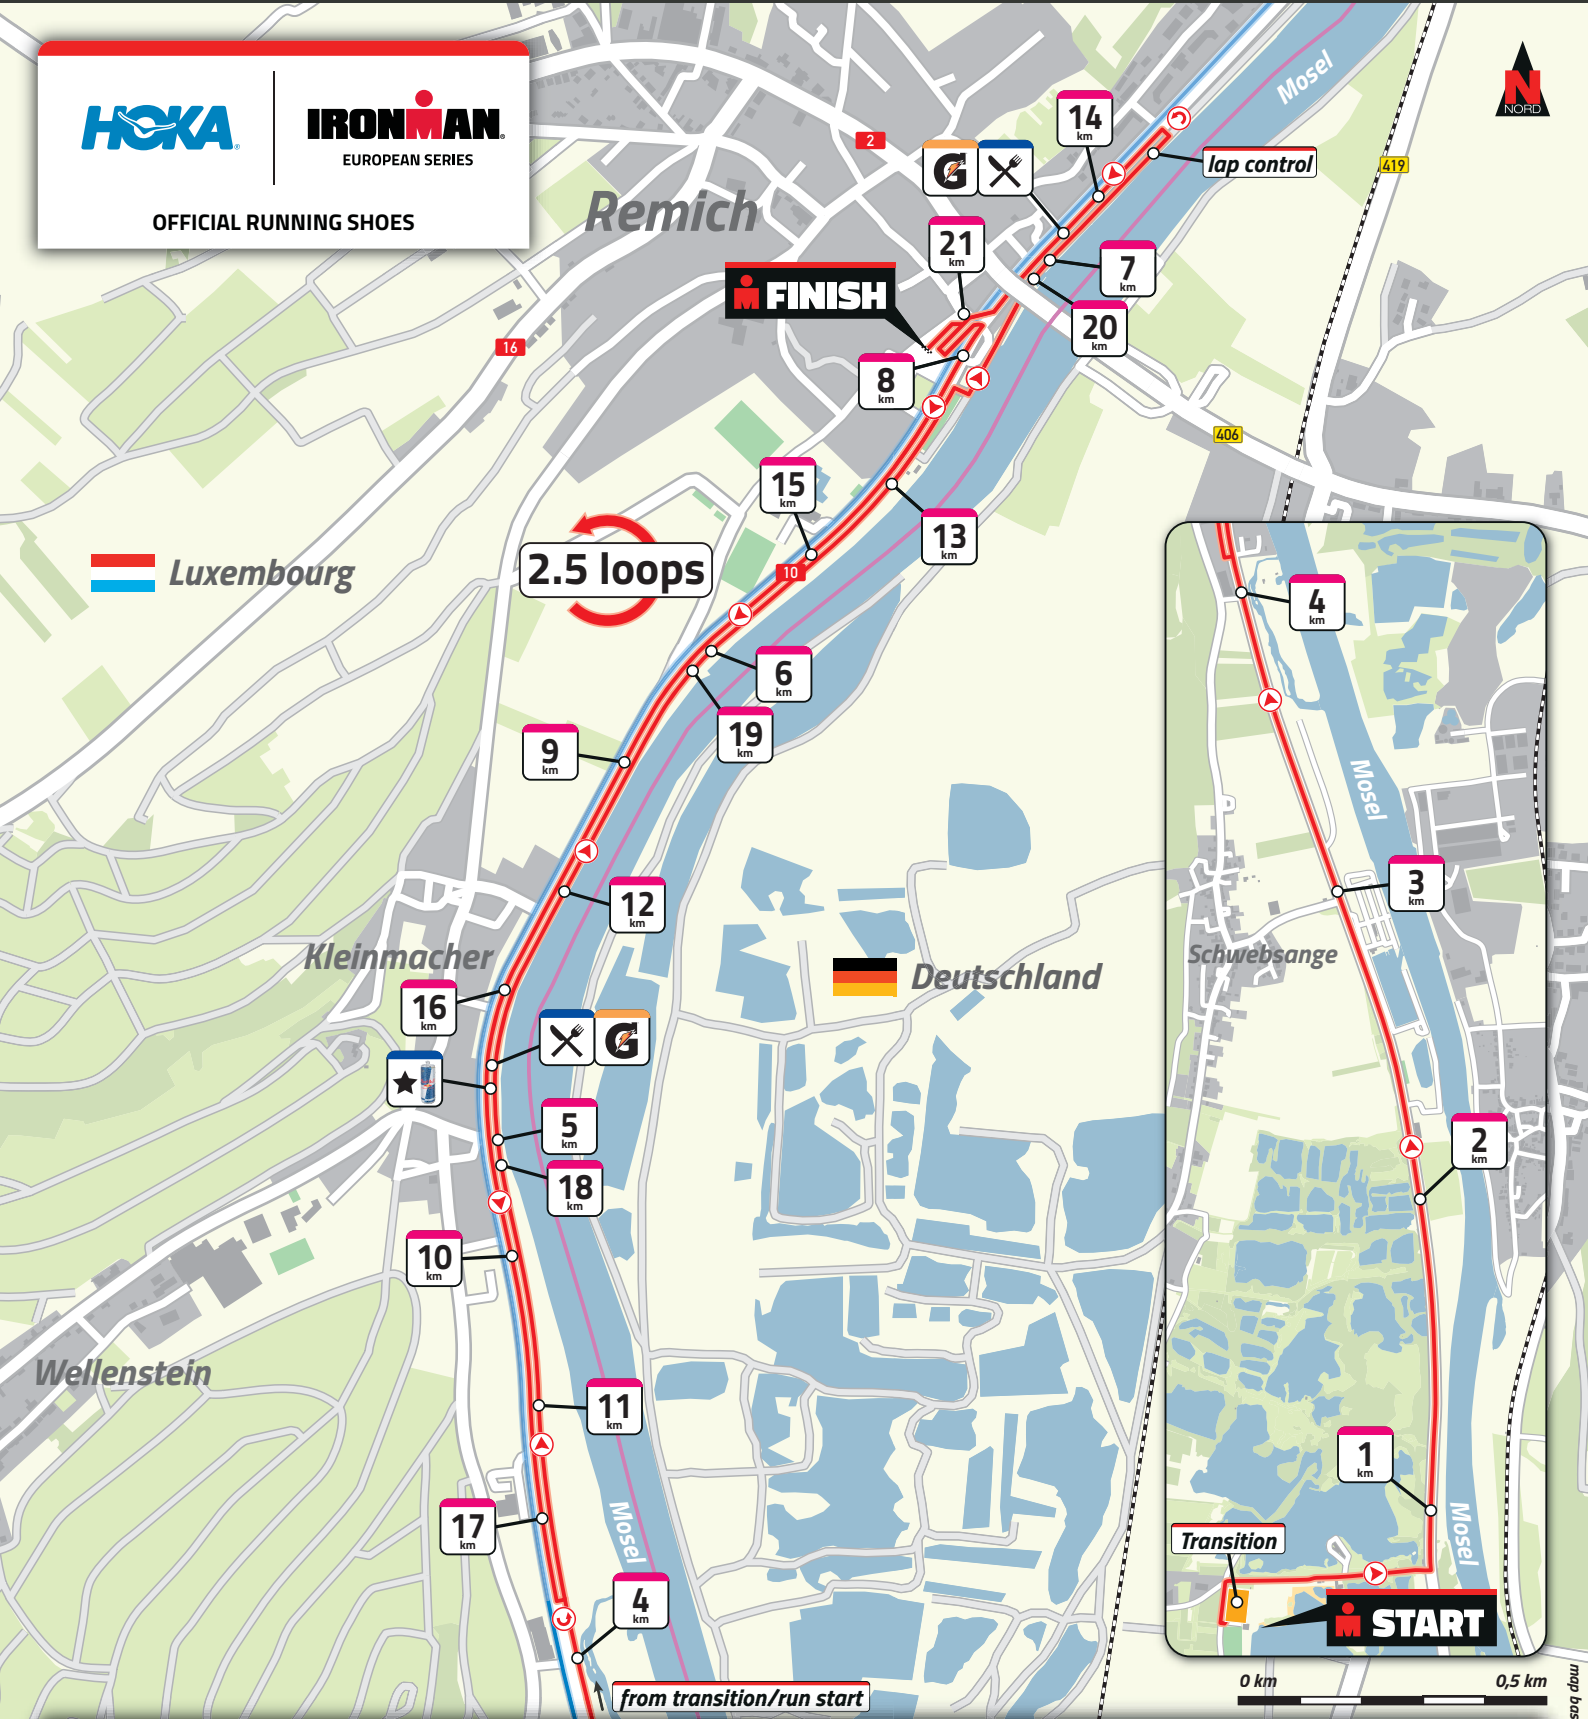 HOKA
IRONMAN
EUROPEAN SERIES
OFFICIAL RUNNING SHOES
Mosel
N
NORD
14
km
lap control
2
419
G
Remich
21
km
7
km
FINISH
20
km
16
8
km
406
15
km
13
km
Luxembourg
2.5 loops
10
4
km
6
km
19
km
9
km
Mosel
3
km
12
km
Kleinmacher
Schwebsange
Deutschland
16
km
G
5
km
2
km
18
km
10
km
Wellenstein
11
km
1
km
17
km
Mosel
Mosel
Transition
4
km
START
from transition/run start
0 km
0,5 km
map bas